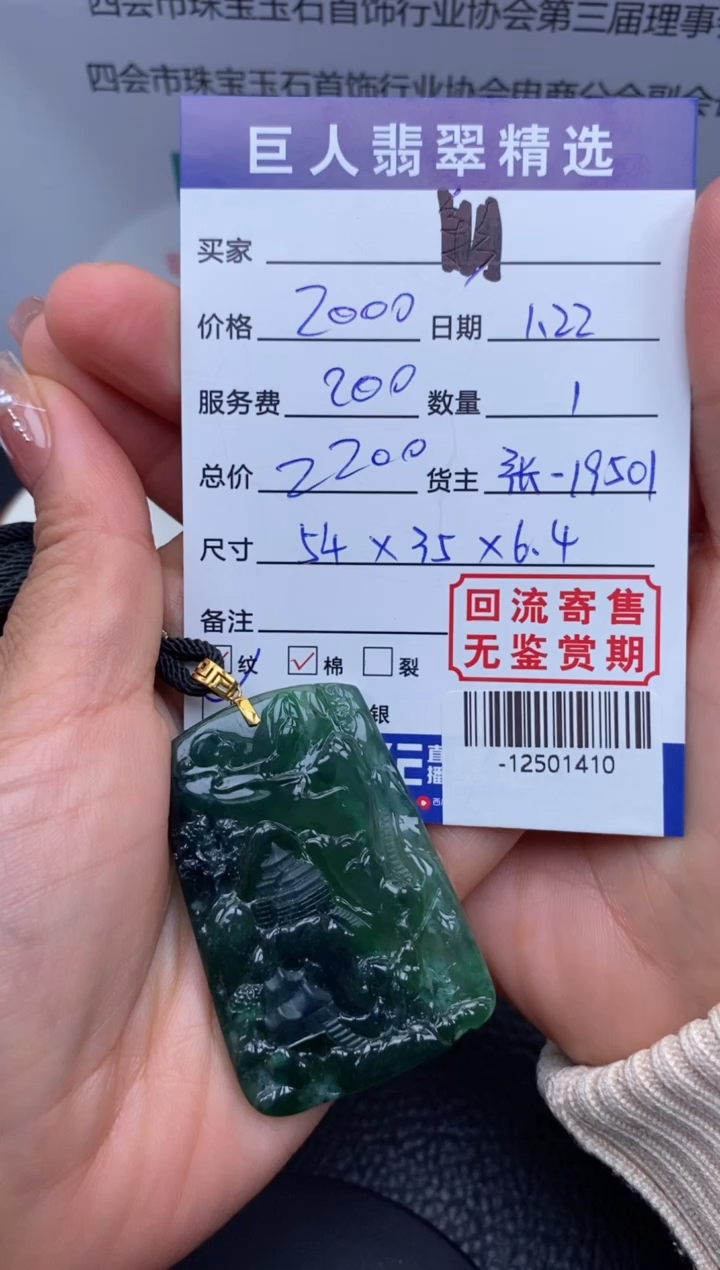 四会市珠宝玉石首饰行业协会第三届理事
四会市珠宝玉石首饰行业协会电商分会副会
巨人翡翠精选
买家
价格 2000 日期 1.22
服务费 200 数量 1
总价 2200 货主 张-19501
尺寸 54×35×6.4
备注
回流寄售
无鉴赏期
纹 棉 裂
银
直播
-12501410